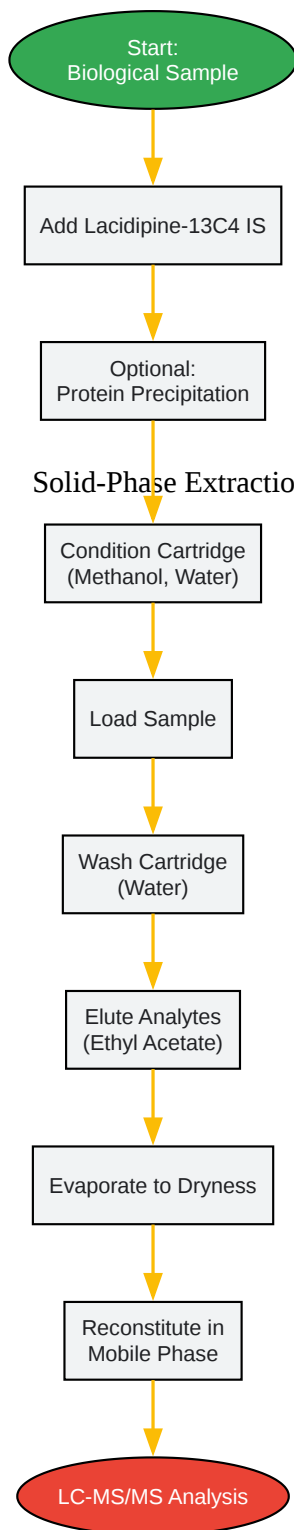 Start:
Biological Sample
Add Lacidipine-13C4 IS
Optional:
Protein Precipitation
Solid-Phase Extractio
Condition Cartridge
(Methanol, Water)
Load Sample
Wash Cartridge
(Water)
Elute Analytes
(Ethyl Acetate)
Evaporate to Dryness
Reconstitute in
Mobile Phase
LC-MS/MS Analysis